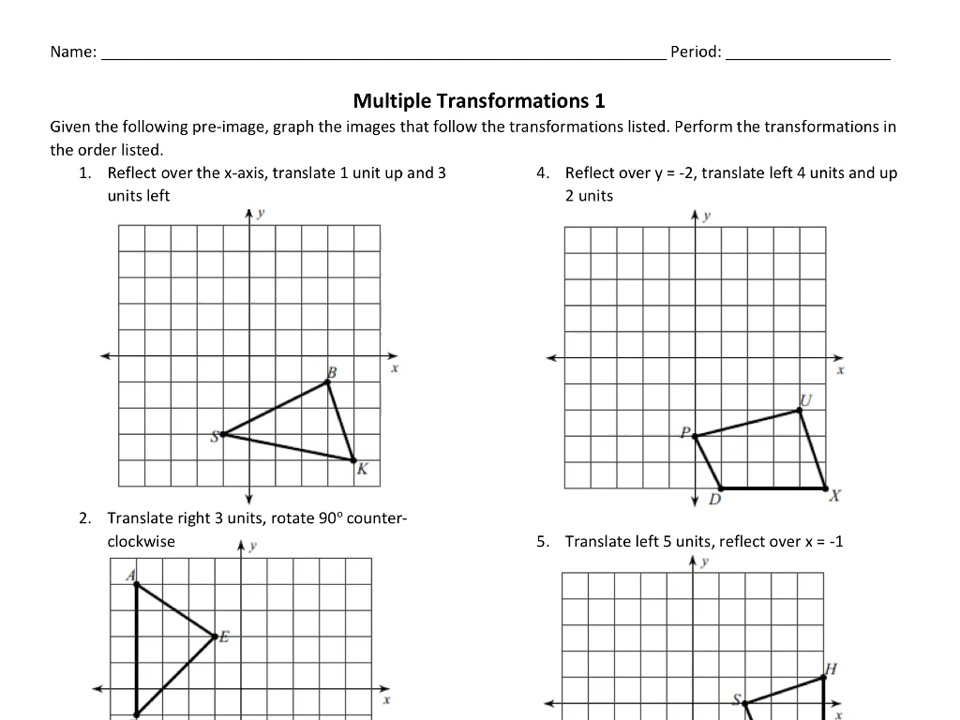 Name: ______________________ Period: ______________________
Multiple Transformations 1
Given the following pre-image, graph the images that follow the transformations listed. Perform the transformations in
the order listed.
1. Reflect over the x-axis, translate 1 unit up and 3
units left
y
x
B
S
K
2. Translate right 3 units, rotate 90° counter-
clockwise
y
A
E
x
4. Reflect over y = -2, translate left 4 units and up
2 units
y
x
U
P
D
X
5. Translate left 5 units, reflect over x = -1
y
H
S
x